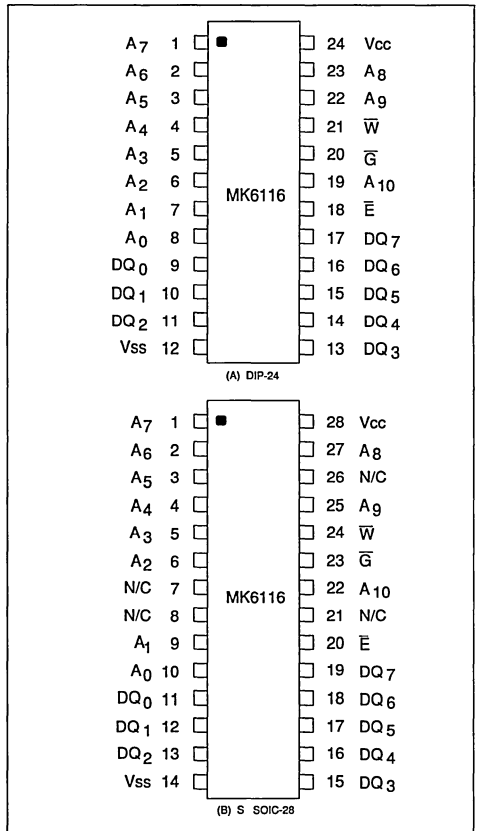 A7 1 24 Vcc
A6 2 23 A8
A5 3 22 A9
A4 4 21 W̅
A3 5 20 G̅
A2 6 19 A10
MK6116
A1 7 18 E̅
A0 8 17 DQ7
DQ0 9 16 DQ6
DQ1 10 15 DQ5
DQ2 11 14 DQ4
Vss 12 13 DQ3
(A) DIP-24
A7 1 28 Vcc
A6 2 27 A8
A5 3 26 N/C
A4 4 25 A9
A3 5 24 W̅
A2 6 23 G̅
N/C 7 22 A10
MK6116
N/C 8 21 N/C
A1 9 20 E̅
A0 10 19 DQ7
DQ0 11 18 DQ6
DQ1 12 17 DQ5
DQ2 13 16 DQ4
Vss 14 15 DQ3
(B) S SOIC-28